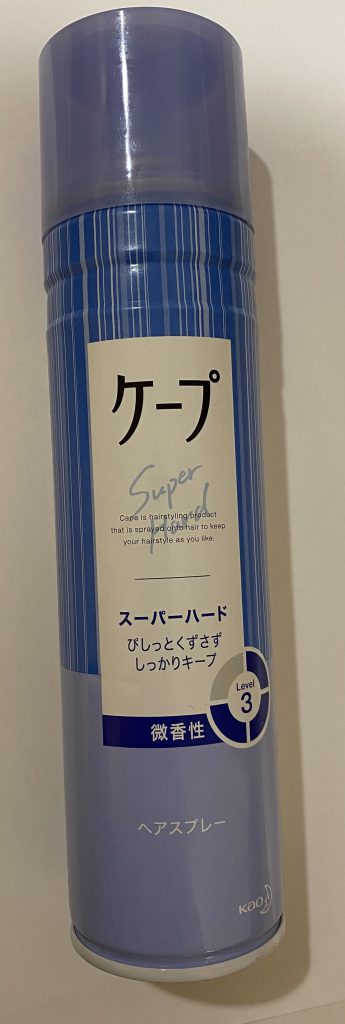 ケープ
Super
Hard
Cape is hairstyling product
that is sprayed onto hair to keep
your hairstyle as you like.
スーパーハード
ぴしっとくずさず
しっかりキープ
Level
3
微香性
ヘアスプレー
Kao